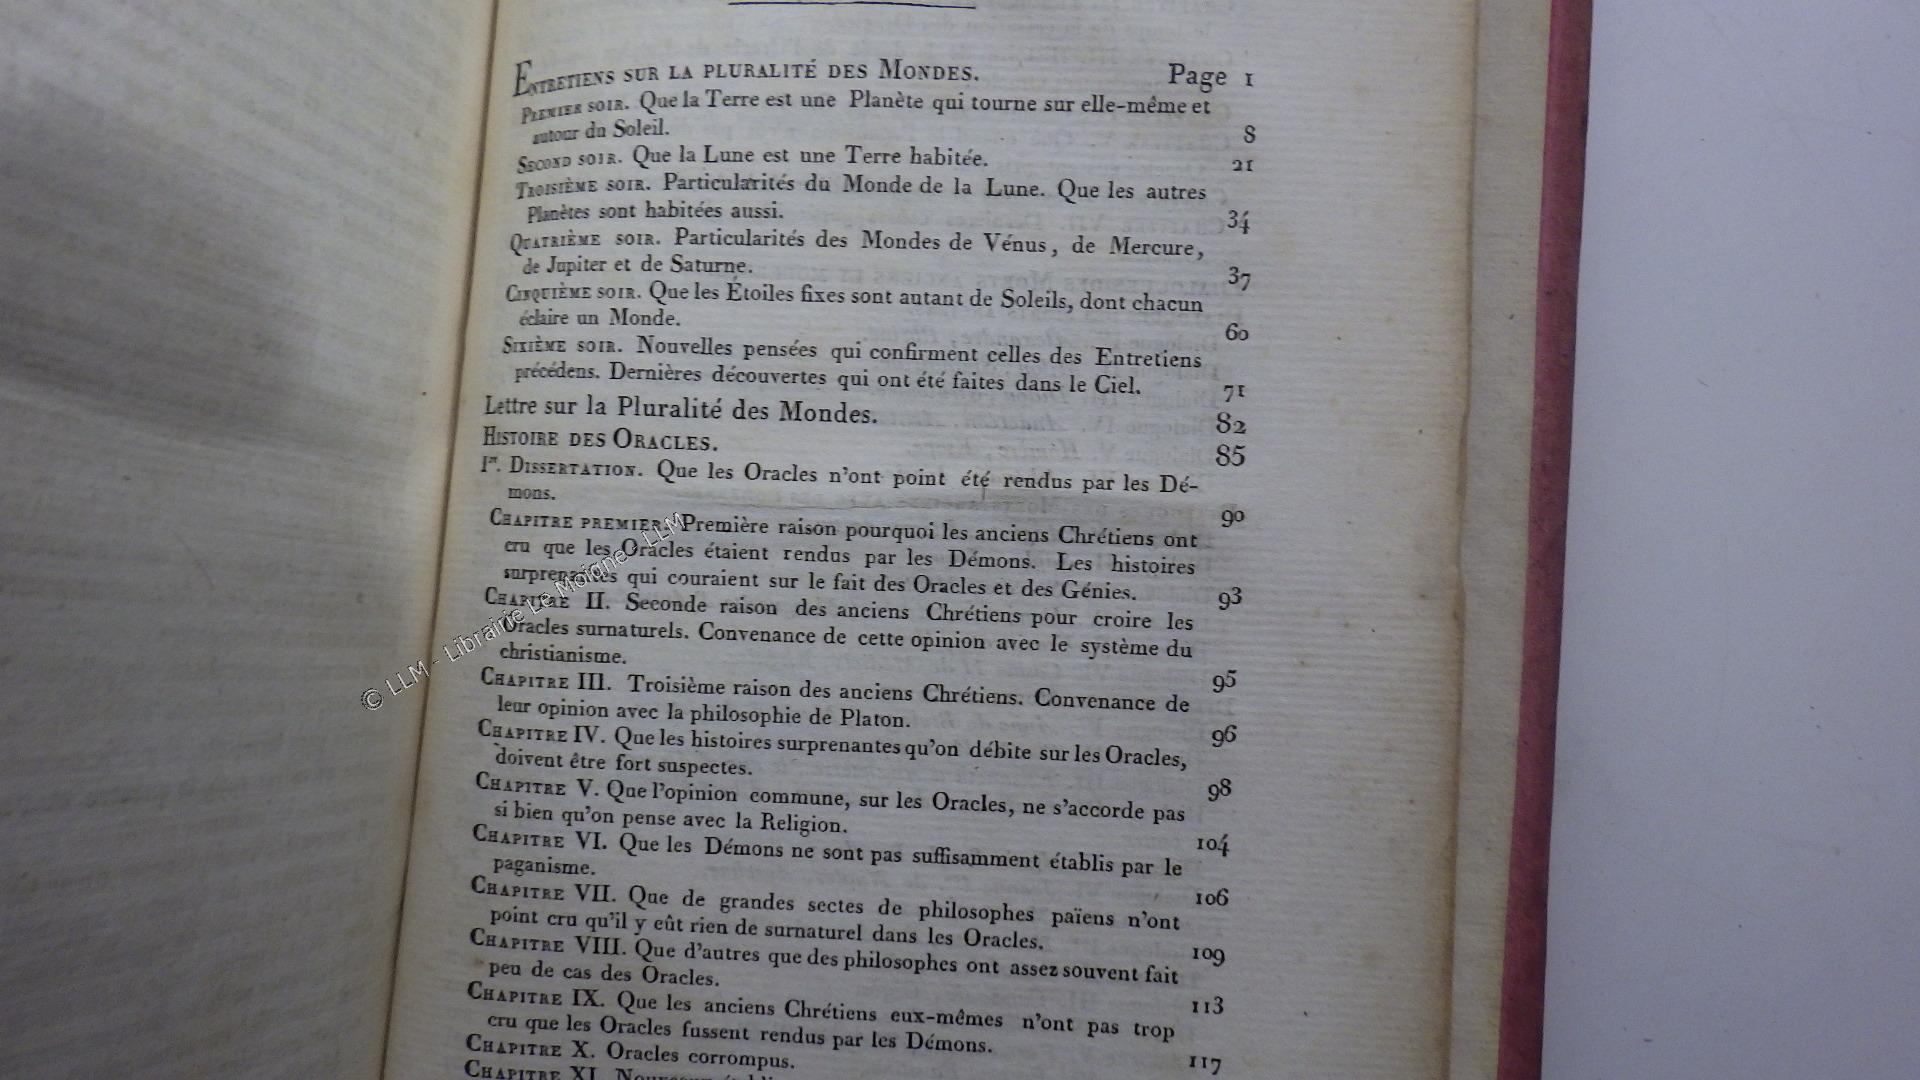 ENTRETIENS SUR LA PLURALITÉ DES MONDES. Page 1
PREMIER SOIR. Que la Terre est une Planète qui tourne sur elle-même et
autour du Soleil. 8
SECOND SOIR. Que la Lune est une Terre habitée. 21
TROISIÈME SOIR. Particularités du Monde de la Lune. Que les autres
Planètes sont habitées aussi. 34
QUATRIÈME SOIR. Particularités des Mondes de Vénus, de Mercure,
de Jupiter et de Saturne. 37
CINQUIÈME SOIR. Que les Étoiles fixes sont autant de Soleils, dont chacun
éclaire un Monde. 60
SIXIÈME SOIR. Nouvelles pensées qui confirment celles des Entretiens
précédens. Dernières découvertes qui ont été faites dans le Ciel. 71
Lettre sur la Pluralité des Mondes. 82
HISTOIRE DES ORACLES. 85
Ire. DISSERTATION. Que les Oracles n'ont point été rendus par les Dé-
mons. 90
CHAPITRE PREMIER. Première raison pourquoi les anciens Chrétiens ont
cru que les Oracles étaient rendus par les Démons. Les histoires
surprenantes qui couraient sur le fait des Oracles et des Génies. 93
CHAPITRE II. Seconde raison des anciens Chrétiens pour croire les
Oracles surnaturels. Convenance de cette opinion avec le système du
christianisme. 95
CHAPITRE III. Troisième raison des anciens Chrétiens. Convenance de
leur opinion avec la philosophie de Platon. 96
CHAPITRE IV. Que les histoires surprenantes qu'on débite sur les Oracles,
doivent être fort suspectes. 98
CHAPITRE V. Que l'opinion commune, sur les Oracles, ne s'accorde pas
si bien qu'on pense avec la Religion. 104
CHAPITRE VI. Que les Démons ne sont pas suffisamment établis par le
paganisme. 106
CHAPITRE VII. Que de grandes sectes de philosophes païens n'ont
point cru qu'il y eût rien de surnaturel dans les Oracles. 109
CHAPITRE VIII. Que d'autres que des philosophes ont assez souvent fait
peu de cas des Oracles. 113
CHAPITRE IX. Que les anciens Chrétiens eux-mêmes n'ont pas trop
cru que les Oracles fussent rendus par les Démons. 117
CHAPITRE X. Oracles corrompus.
CHAPITRE XI.
© LLM - Librairie Le Moigne - LLM